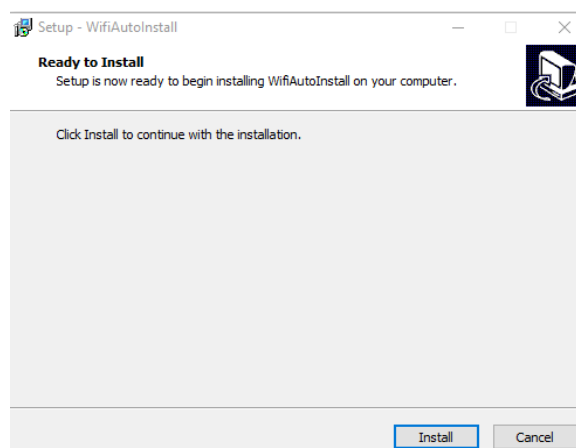 Setup - WifiAutoInstall
Ready to Install
Setup is now ready to begin installing WifiAutoInstall on your computer.
Click Install to continue with the installation.
Install
Cancel